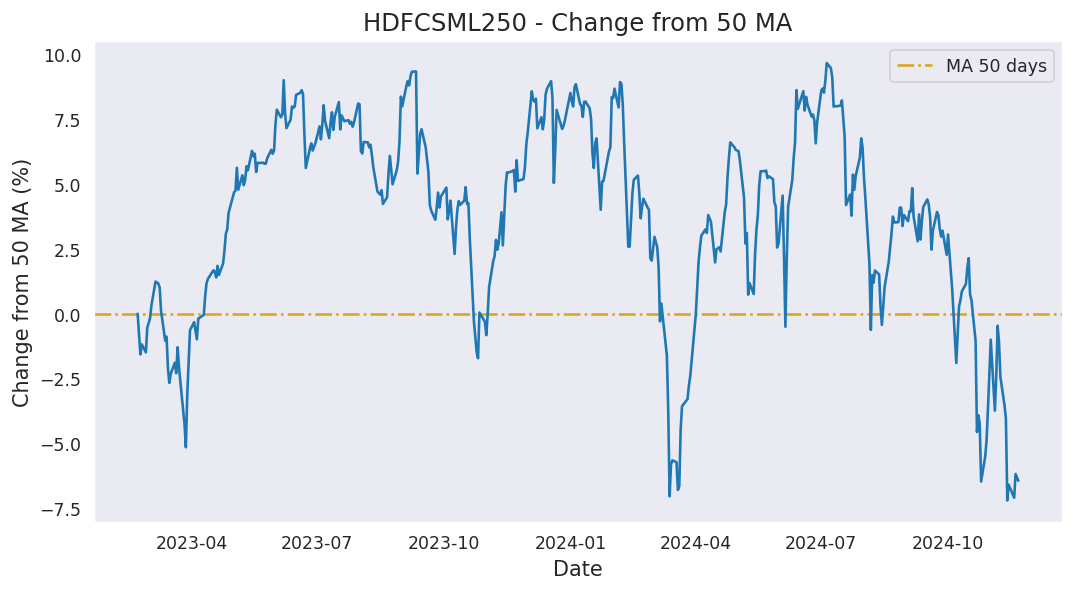 HDFCSML250 - Change from 50 MA
MA 50 days
Change from 50 MA (%)
10.0
7.5
5.0
2.5
0.0
−2.5
−5.0
−7.5
2023-04 2023-07 2023-10 2024-01 2024-04 2024-07 2024-10
Date